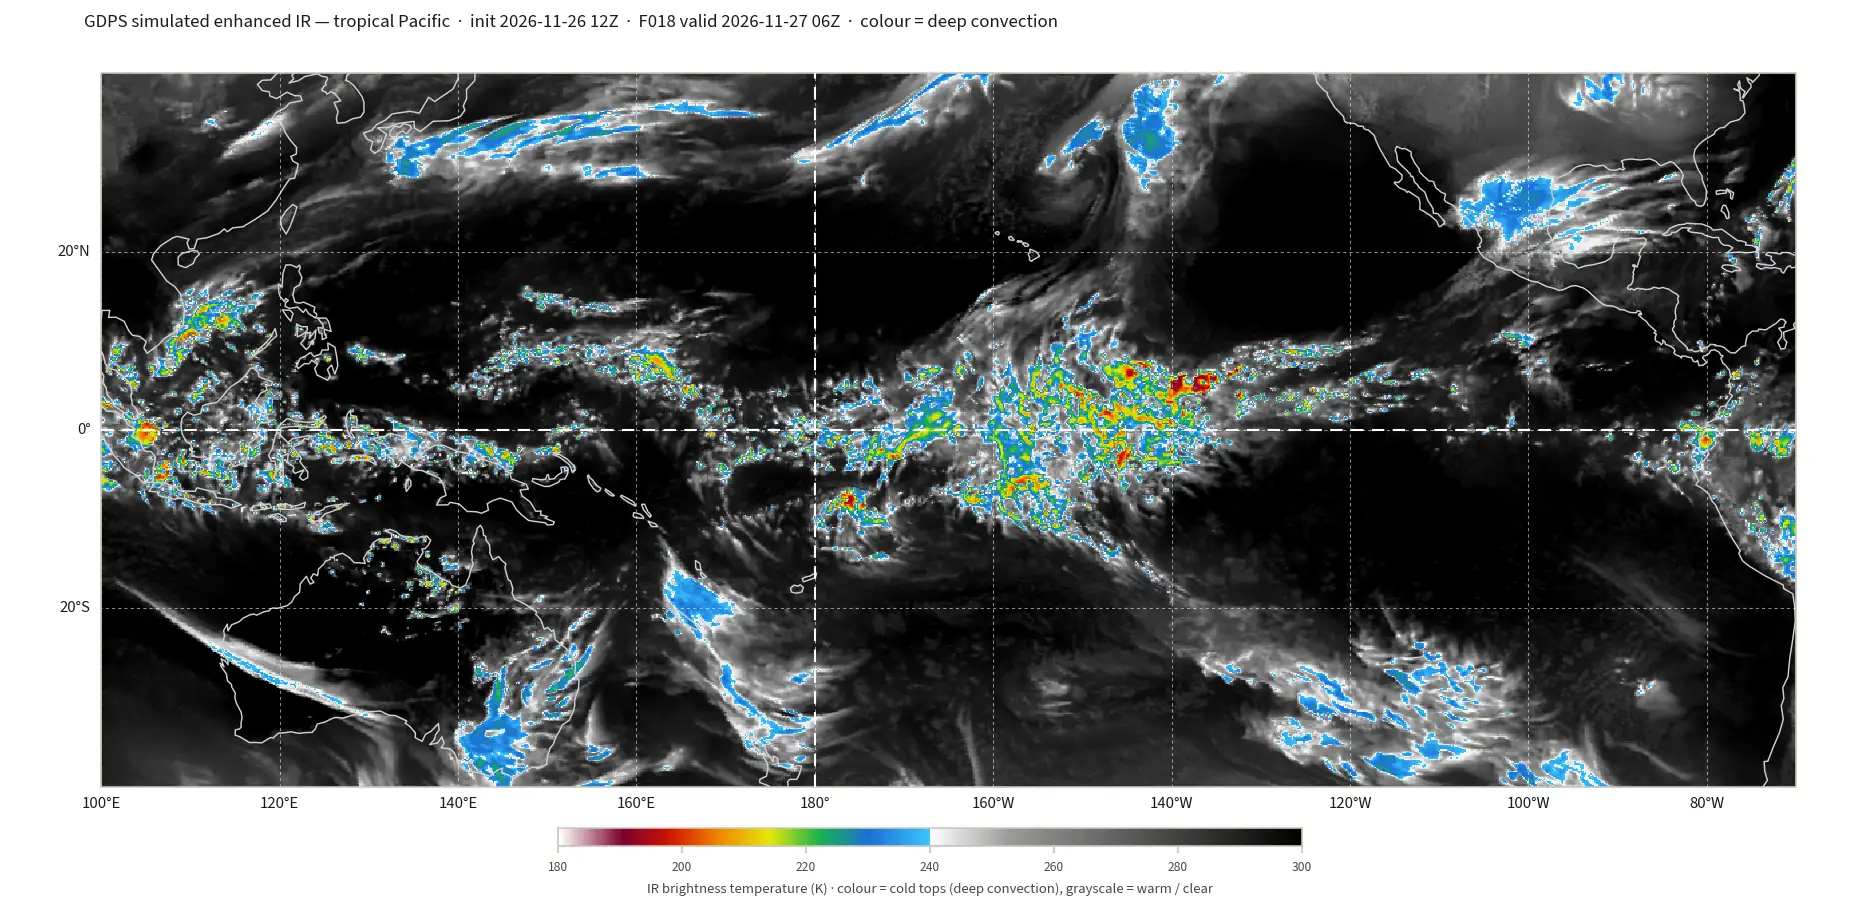 GDPS simulated enhanced IR — tropical Pacific · init 2026-11-26 12Z · F018 valid 2026-11-27 06Z · colour = deep convection
20°N
0°
20°S
100°E 120°E 140°E 160°E 180° 160°W 140°W 120°W 100°W 80°W
180 200 220 240 260 280 300
IR brightness temperature (K) · colour = cold tops (deep convection), grayscale = warm / clear